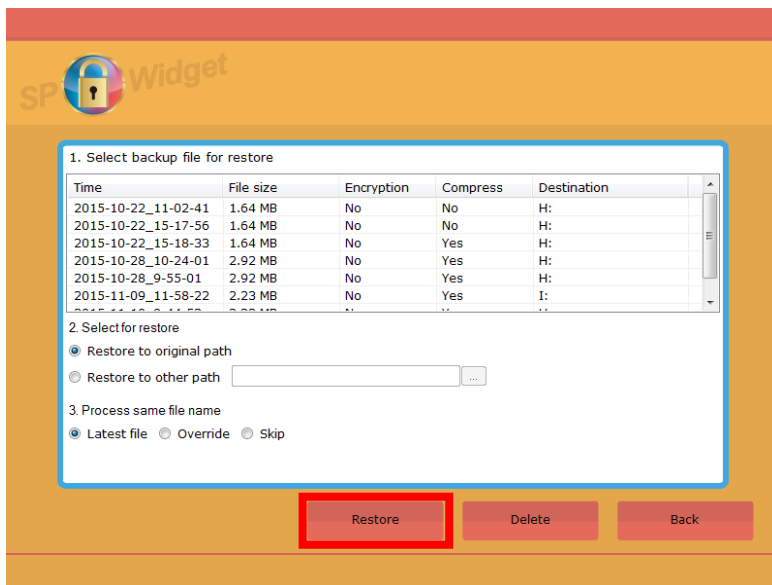 SP Widget
1. Select backup file for restore
Time File size Encryption Compress Destination
2015-10-22_11-02-41 1.64 MB No No H:
2015-10-22_15-17-56 1.64 MB No No H:
2015-10-22_15-18-33 1.64 MB No Yes H:
2015-10-28_10-24-01 2.92 MB No Yes H:
2015-10-28_9-55-01 2.92 MB No Yes H:
2015-11-09_11-58-22 2.23 MB No Yes I:
2. Select for restore
Restore to original path
Restore to other path ...
3. Process same file name
Latest file Override Skip
Restore Delete Back